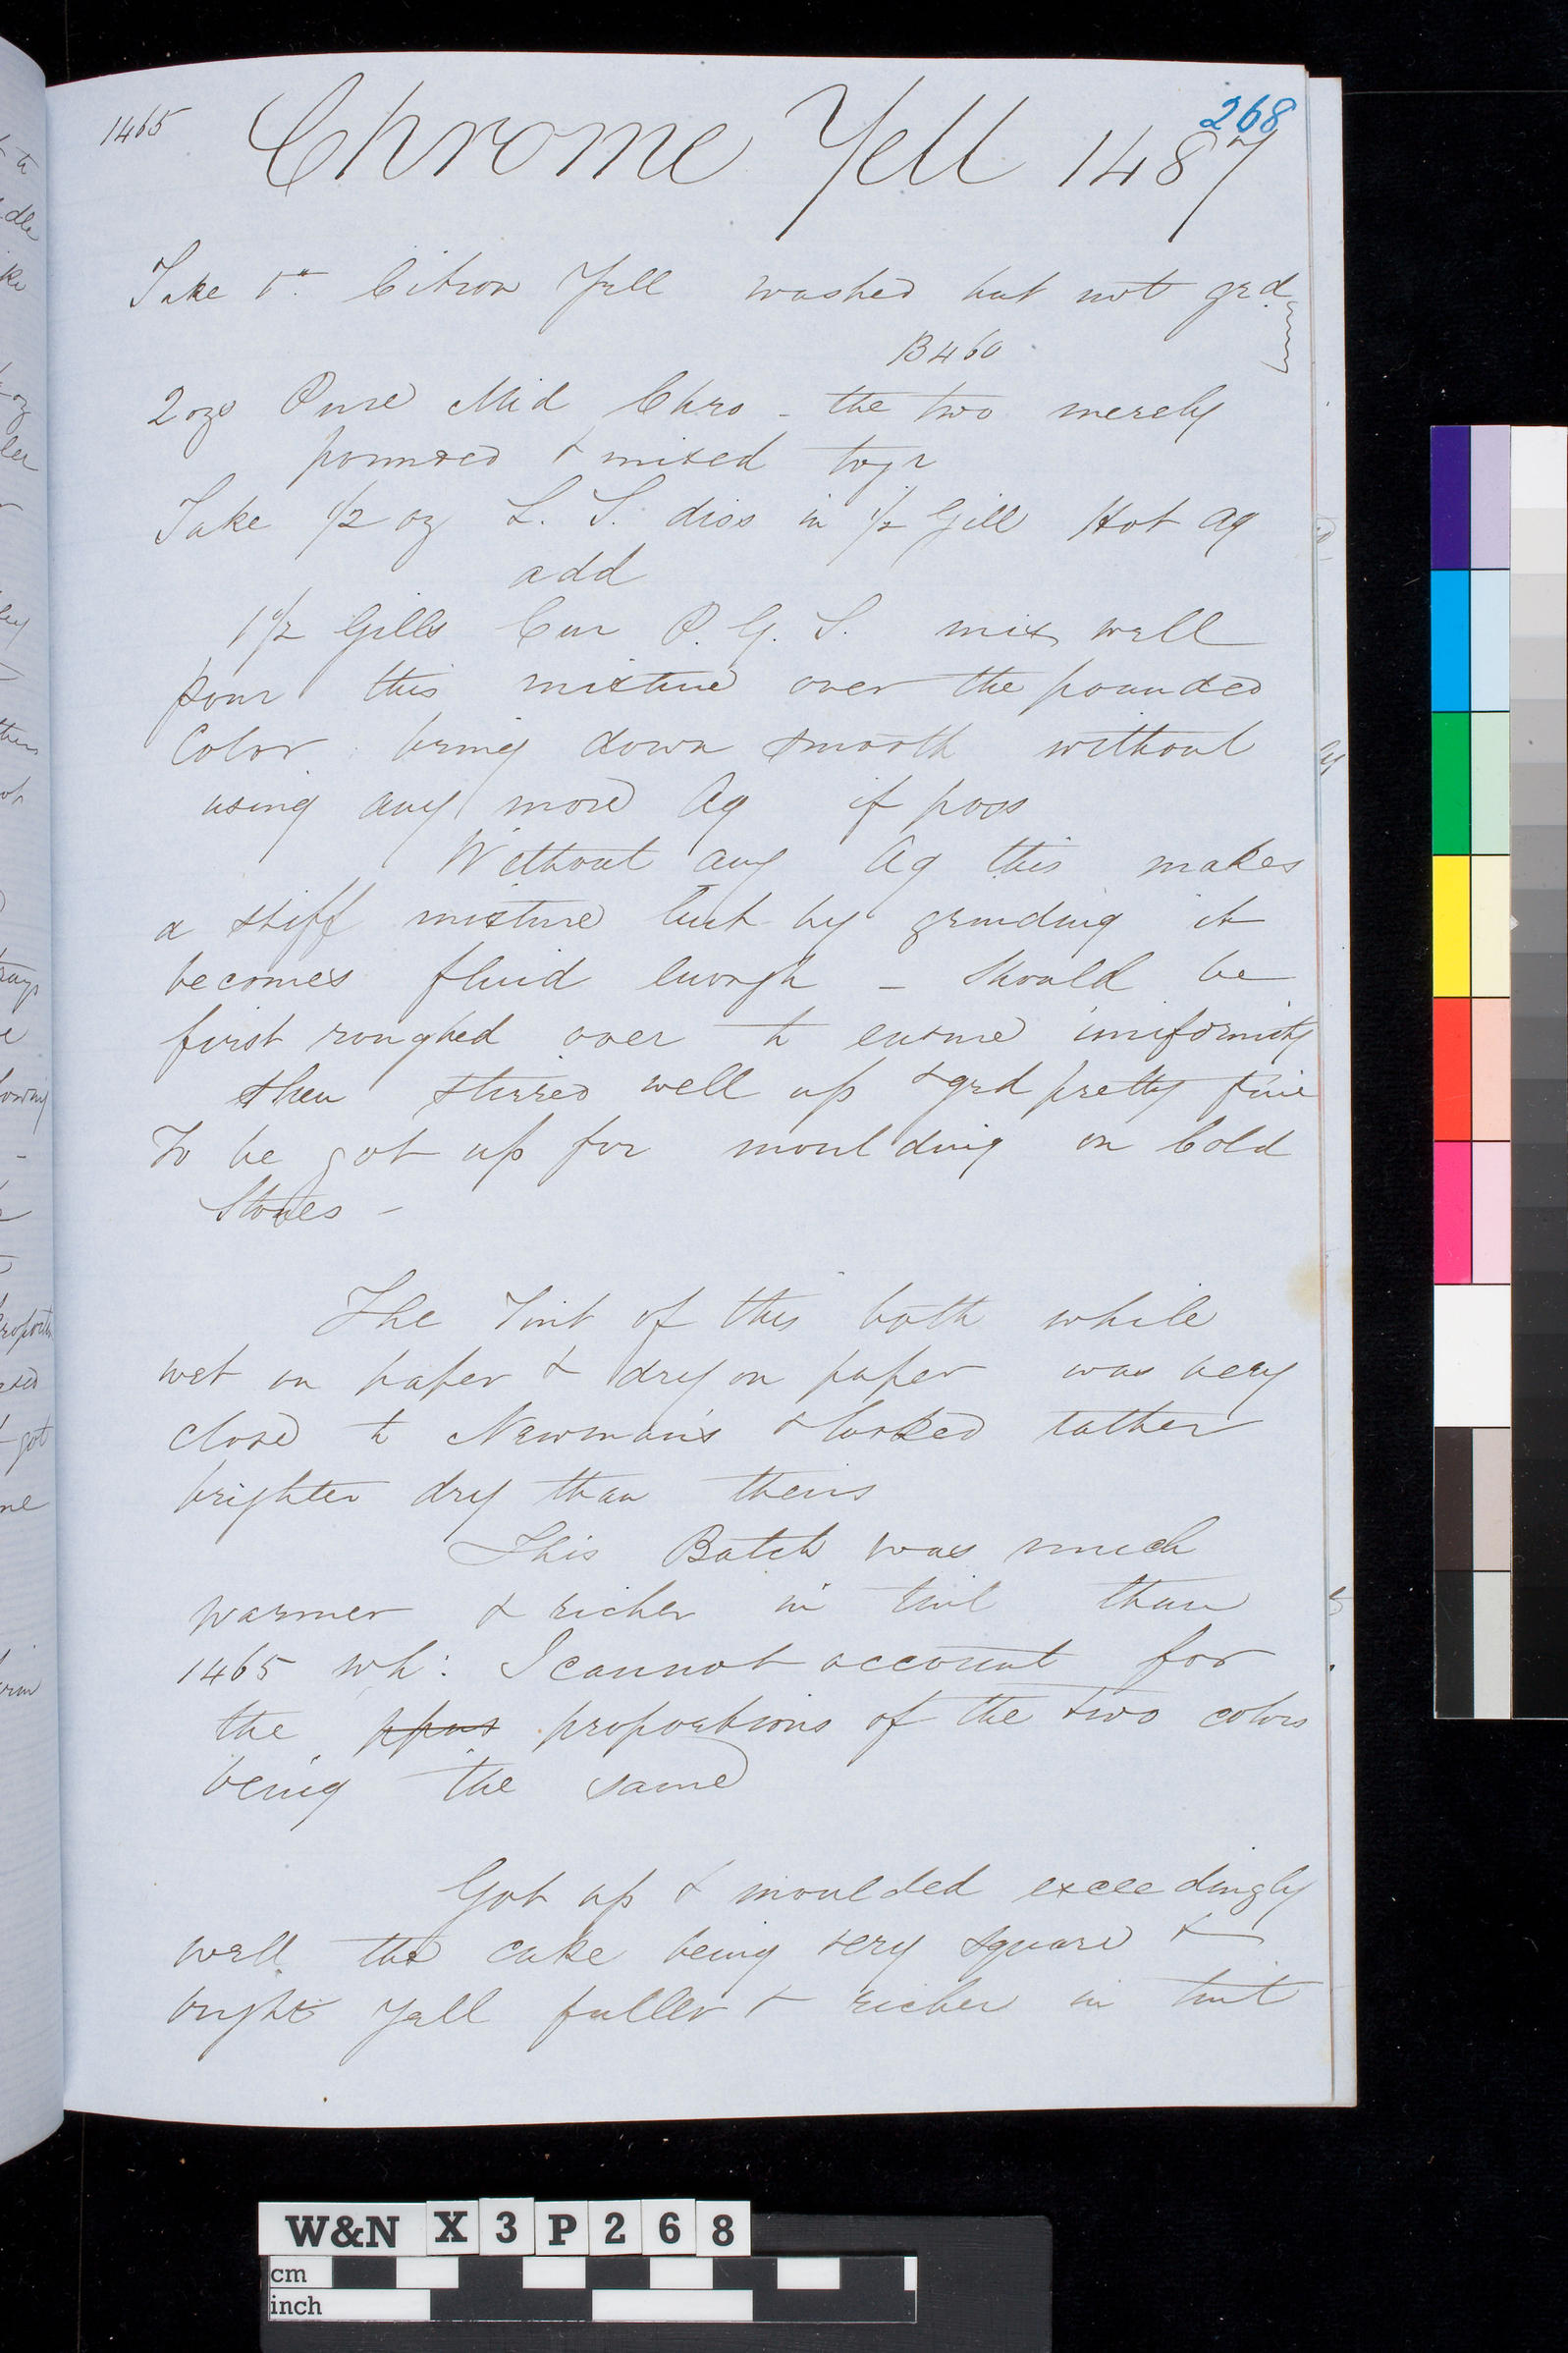 268
1465 Chrome Yell 1487
Take 1lb Citron Yell washed but not grd
B460
2 ozs Pure Mid Chro - the two merely
pounded & mixed togr
Take 1/2 oz L. S. diss in 1/2 Gill Hot Aq
add
1 1/2 Gills Cur P. G. S. mix well
pour this mixture over the pounded
Color bring down smooth without
using any more Aq if poss
Without any Aq this makes
a stiff mixture but by grinding it
becomes fluid enough - should be
first roughed over to ensure uniformity
then stirred well up & grd pretty fine
To be got up for moulding on Cold
Stones -
The Tint of this both while
wet on paper & dry on paper was very
close to Newman's & looked rather
brighter dry than theirs
This Batch was much
warmer & richer in tint than
1465 wh: I cannot account for
the proportions of the two colors
being the same
Got up & moulded exceedingly
well the cake being very square &
bright Yell fuller & richer in tint
W&N X 3 P 2 6 8
cm
inch